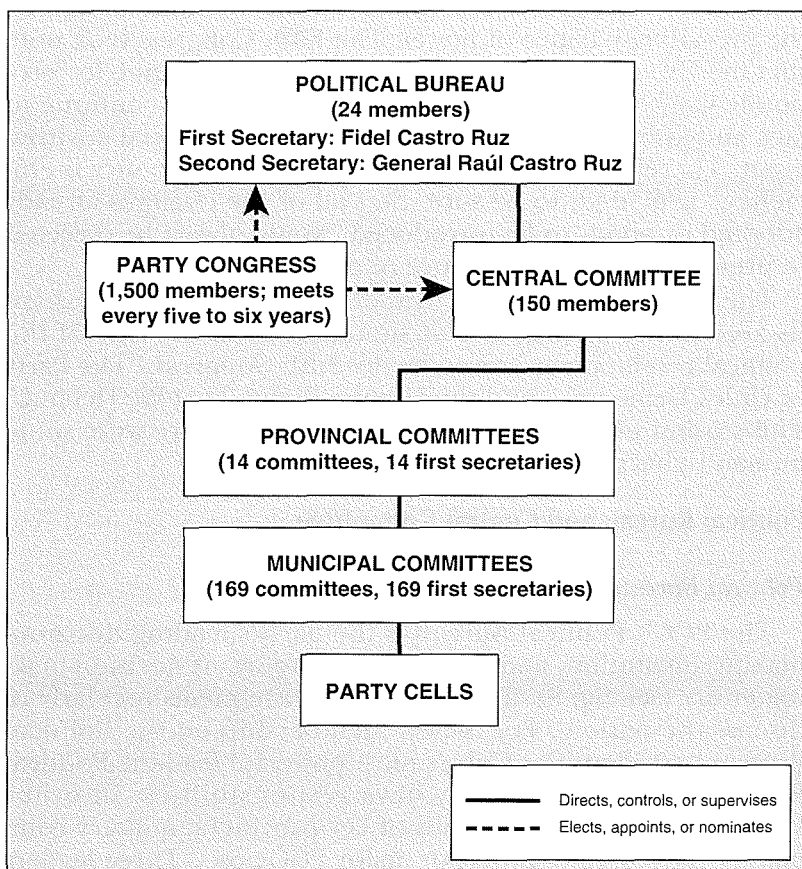 POLITICAL BUREAU
(24 members)
First Secretary: Fidel Castro Ruz
Second Secretary: General Raúl Castro Ruz
PARTY CONGRESS
(1,500 members; meets
every five to six years)
CENTRAL COMMITTEE
(150 members)
PROVINCIAL COMMITTEES
(14 committees, 14 first secretaries)
MUNICIPAL COMMITTEES
(169 committees, 169 first secretaries)
PARTY CELLS
Directs, controls, or supervises
Elects, appoints, or nominates